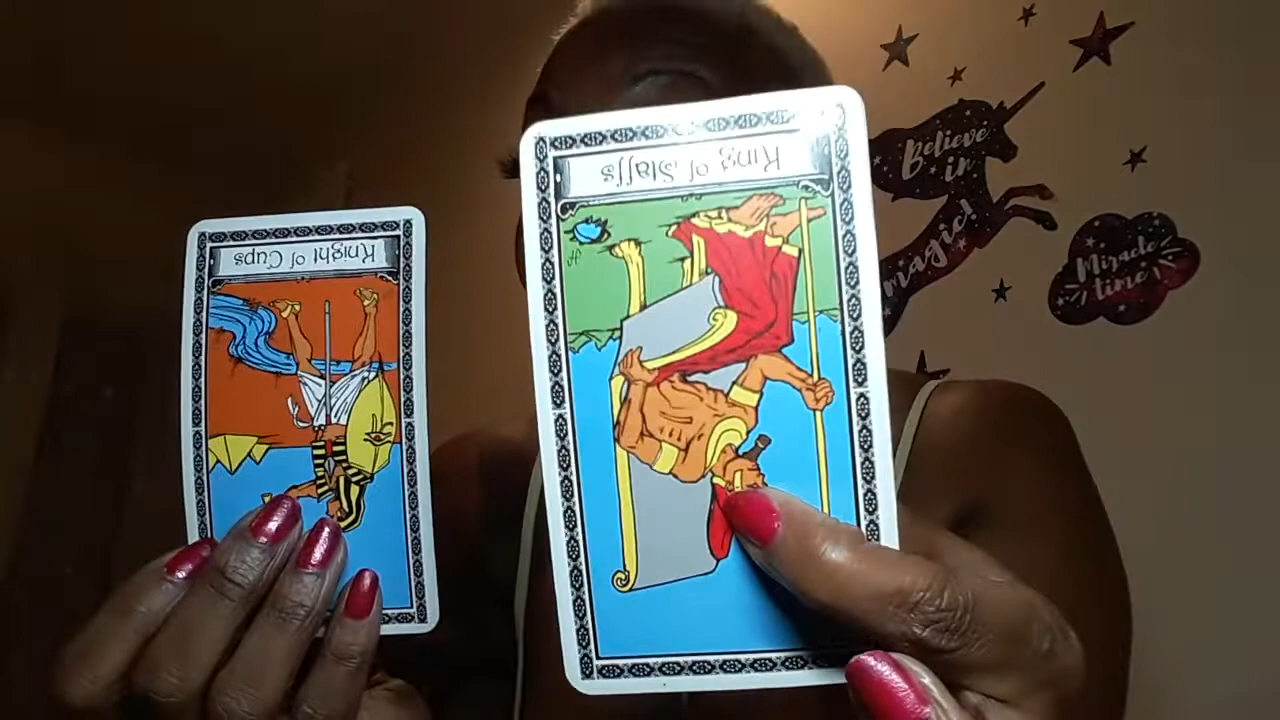 Knight of Cups
King of Staffs
Believe
in
magic!
Miracle
time